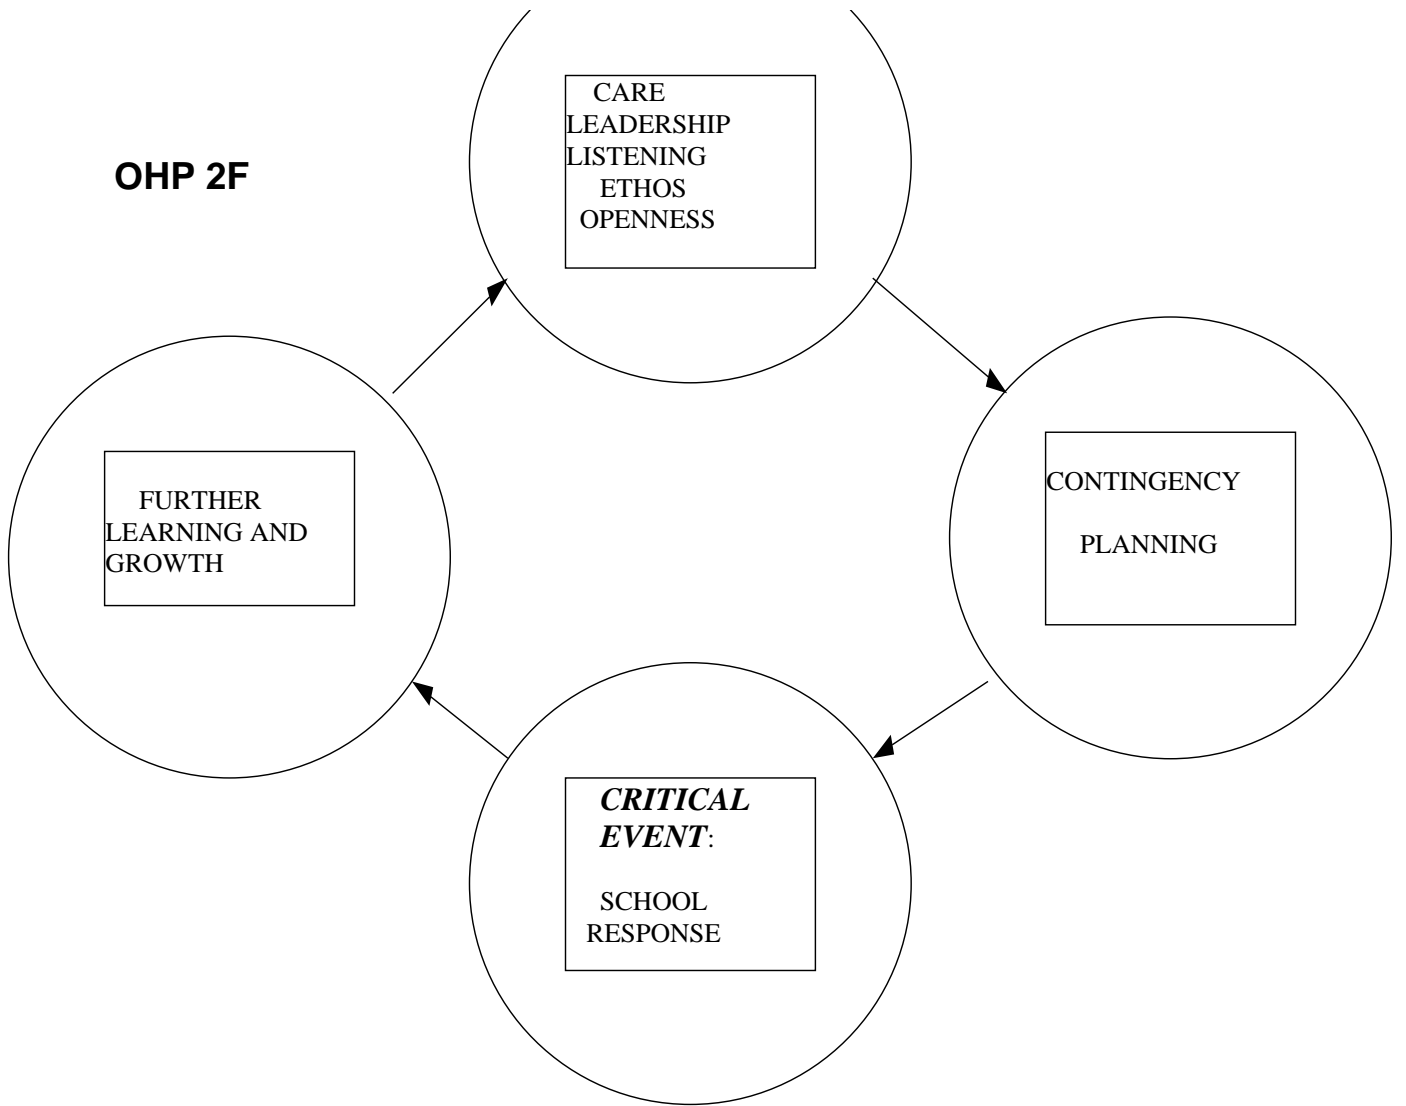 OHP 2F
CARE
LEADERSHIP
LISTENING
ETHOS
OPENNESS
CONTINGENCY
PLANNING
FURTHER
LEARNING AND
GROWTH
CRITICAL
EVENT:
SCHOOL
RESPONSE